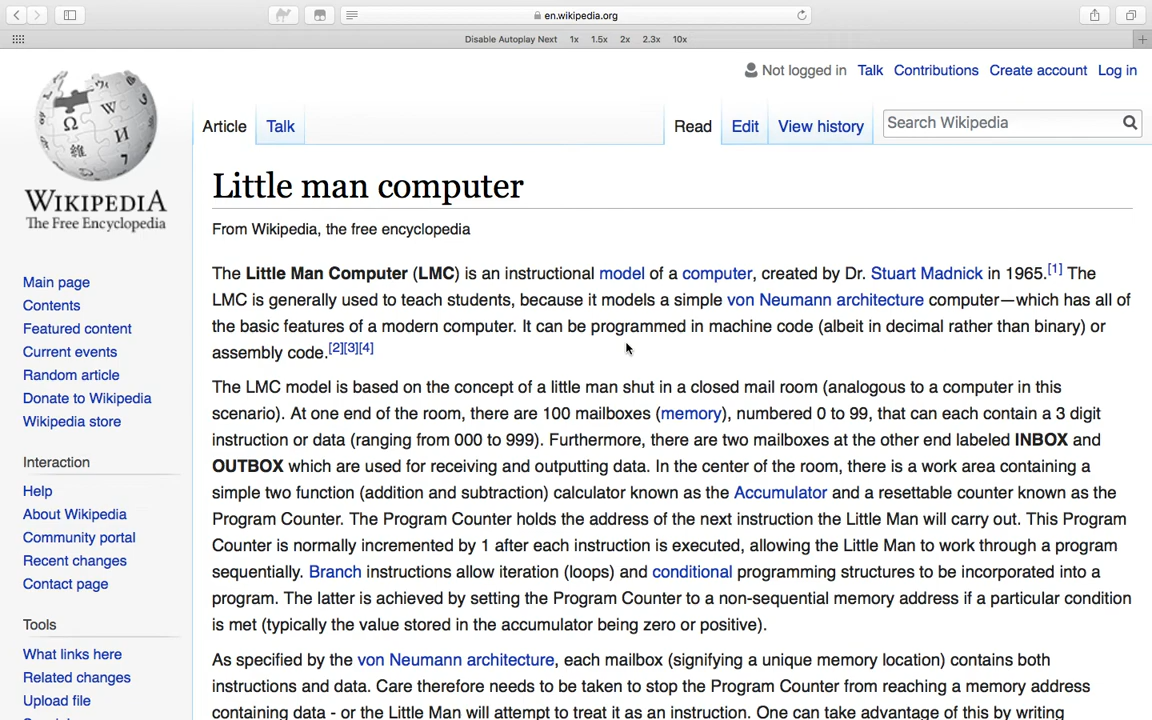 en.wikipedia.org
Disable Autoplay Next 1x 1.5x 2x 2.3x 10x
Not logged in Talk Contributions Create account Log in
Article Talk Read Edit View history Search Wikipedia
Ω W И 維 7
WIKIPEDIA
The Free Encyclopedia
Main page
Contents
Featured content
Current events
Random article
Donate to Wikipedia
Wikipedia store
Interaction
Help
About Wikipedia
Community portal
Recent changes
Contact page
Tools
What links here
Related changes
Upload file
Little man computer
From Wikipedia, the free encyclopedia
The Little Man Computer (LMC) is an instructional model of a computer, created by Dr. Stuart Madnick in 1965.[1] The
LMC is generally used to teach students, because it models a simple von Neumann architecture computer—which has all of
the basic features of a modern computer. It can be programmed in machine code (albeit in decimal rather than binary) or
assembly code.[2][3][4]
The LMC model is based on the concept of a little man shut in a closed mail room (analogous to a computer in this
scenario). At one end of the room, there are 100 mailboxes (memory), numbered 0 to 99, that can each contain a 3 digit
instruction or data (ranging from 000 to 999). Furthermore, there are two mailboxes at the other end labeled INBOX and
OUTBOX which are used for receiving and outputting data. In the center of the room, there is a work area containing a
simple two function (addition and subtraction) calculator known as the Accumulator and a resettable counter known as the
Program Counter. The Program Counter holds the address of the next instruction the Little Man will carry out. This Program
Counter is normally incremented by 1 after each instruction is executed, allowing the Little Man to work through a program
sequentially. Branch instructions allow iteration (loops) and conditional programming structures to be incorporated into a
program. The latter is achieved by setting the Program Counter to a non-sequential memory address if a particular condition
is met (typically the value stored in the accumulator being zero or positive).
As specified by the von Neumann architecture, each mailbox (signifying a unique memory location) contains both
instructions and data. Care therefore needs to be taken to stop the Program Counter from reaching a memory address
containing data - or the Little Man will attempt to treat it as an instruction. One can take advantage of this by writing